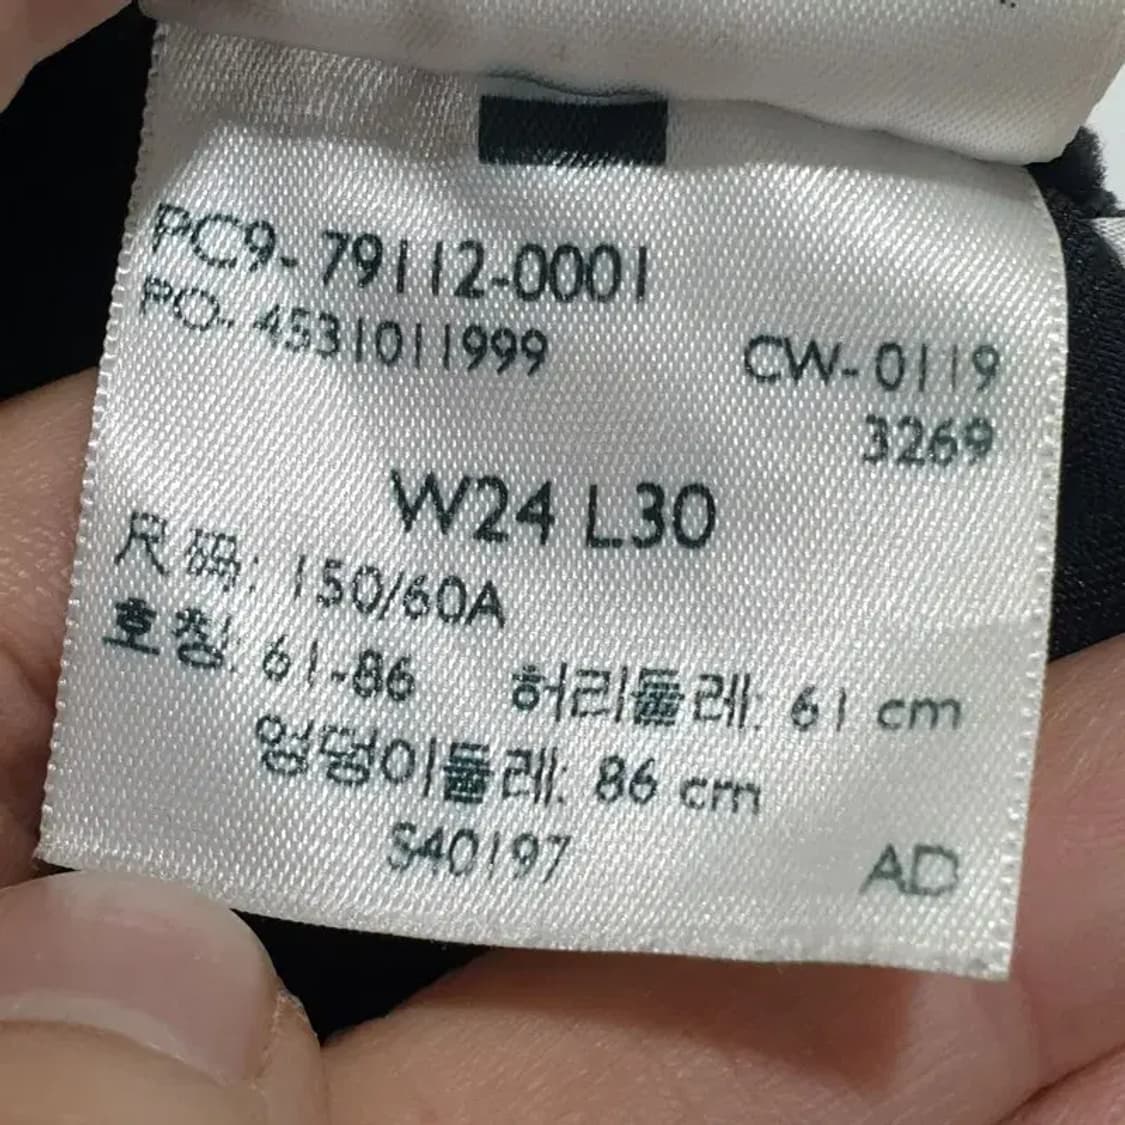 PC9- 79112-0001
PO- 4531011999
CW- 0119
3269
W24 L30
尺码: 150/60A
호칭: 61-86 허리둘레: 61 cm
엉덩이둘레: 86 cm
S40197 AD